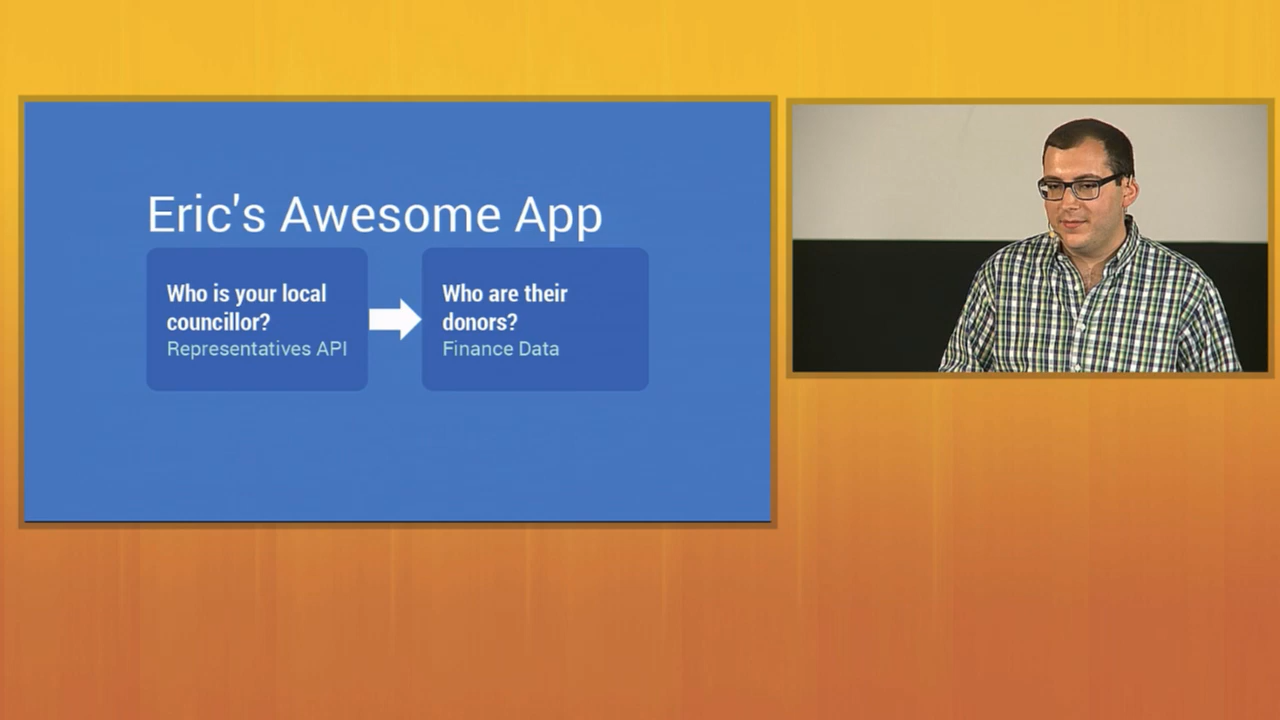 Eric's Awesome App
Who is your local
councillor?
Representatives API
Who are their
donors?
Finance Data